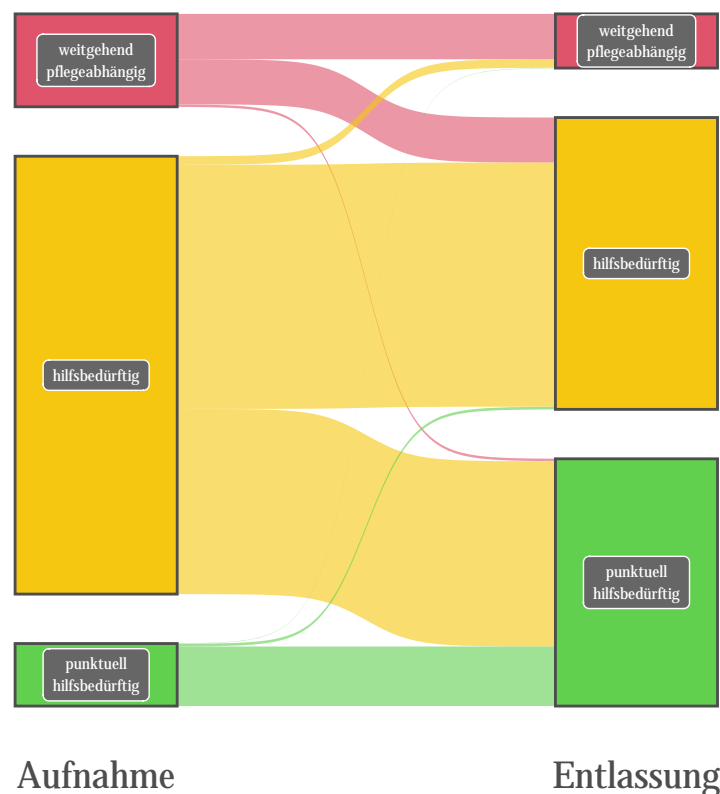 weitgehend
pflegeabhängig
hilfsbedürftig
punktuell
hilfsbedürftig
weitgehend
pflegeabhängig
hilfsbedürftig
punktuell
hilfsbedürftig
Aufnahme
Entlassung